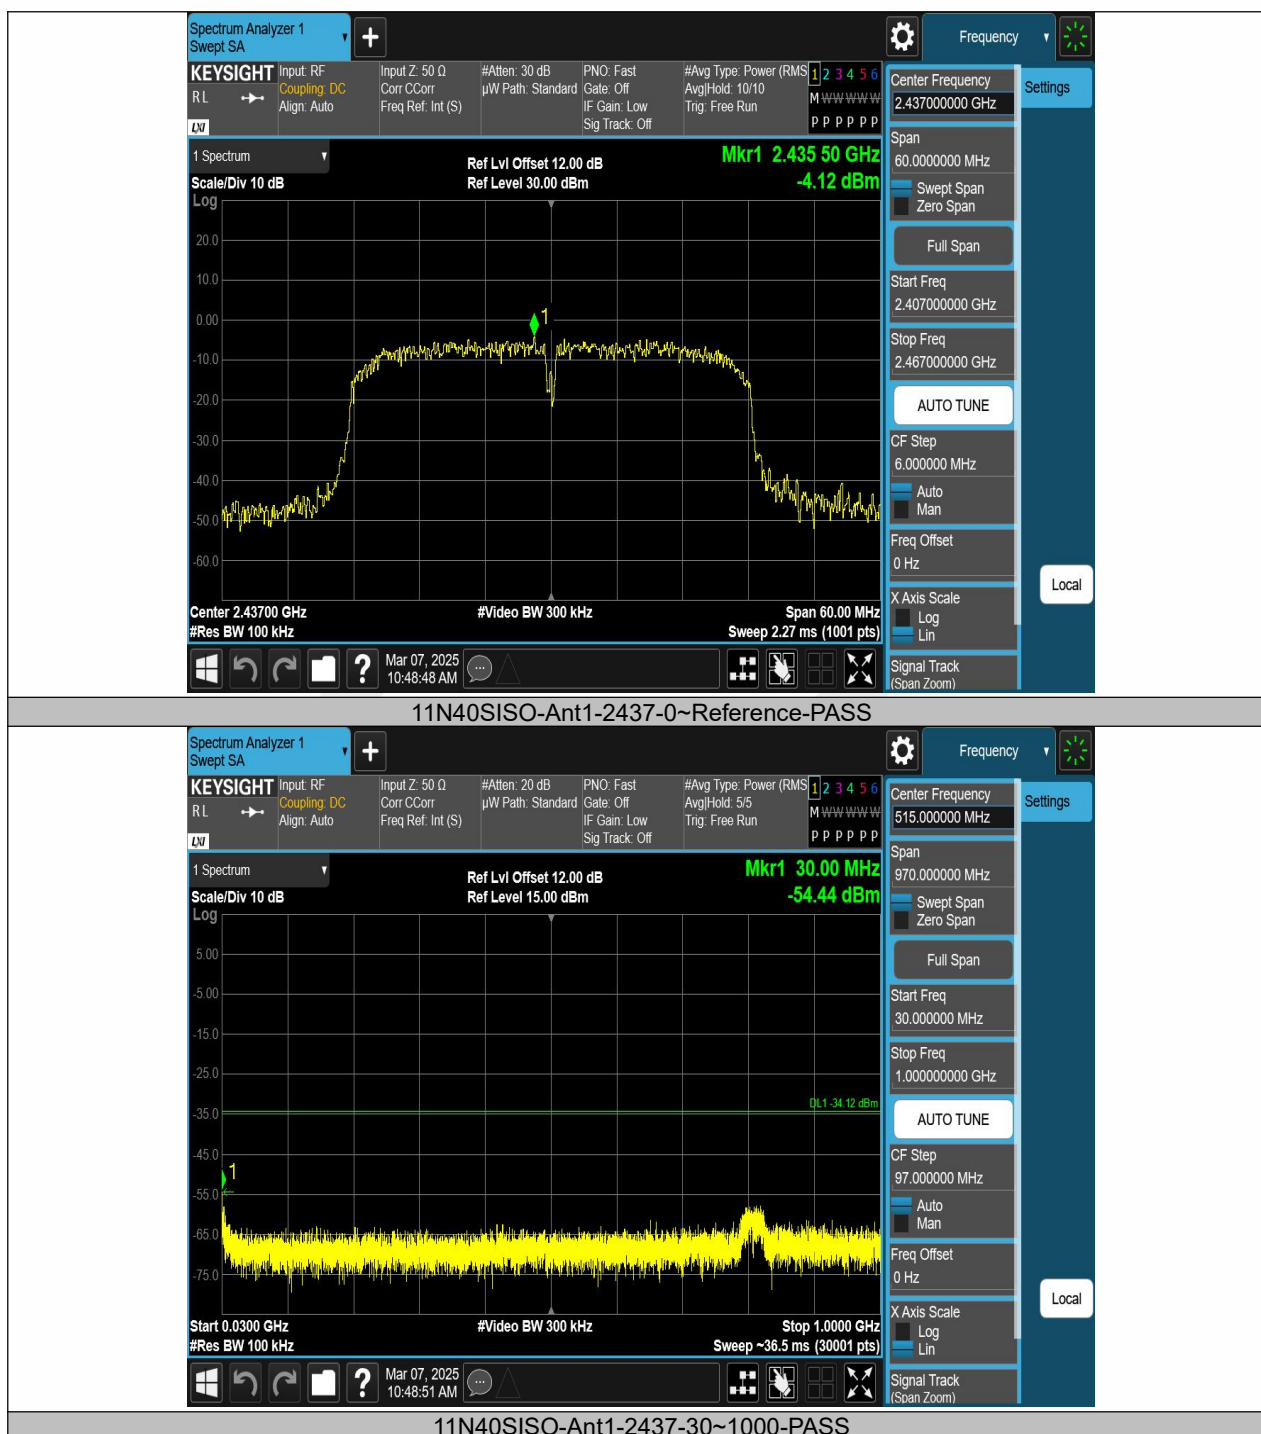 Spectrum Analyzer 1
Swept SA
Frequency
KEYSIGHT
R L
LXI
Input: RF
Coupling: DC
Align: Auto
Input Z: 50 Ω
Corr CCorr
Freq Ref: Int (S)
#Atten: 30 dB
µW Path: Standard
PNO: Fast
Gate: Off
IF Gain: Low
Sig Track: Off
#Avg Type: Power (RMS
Avg|Hold: 10/10
Trig: Free Run
1 2 3 4 5 6
M W W W W W
P P P P P P
Center Frequency
2.437000000 GHz
Settings
1 Spectrum
Ref Lvl Offset 12.00 dB
Mkr1 2.435 50 GHz
Scale/Div 10 dB
Ref Level 30.00 dBm
-4.12 dBm
Log
20.0
10.0
0.00
-10.0
-20.0
-30.0
-40.0
-50.0
-60.0
1
Span
60.0000000 MHz
Swept Span
Zero Span
Full Span
Start Freq
2.407000000 GHz
Stop Freq
2.467000000 GHz
AUTO TUNE
CF Step
6.000000 MHz
Auto
Man
Freq Offset
0 Hz
X Axis Scale
Log
Lin
Signal Track
(Span Zoom)
Local
Center 2.43700 GHz
#Video BW 300 kHz
Span 60.00 MHz
#Res BW 100 kHz
Sweep 2.27 ms (1001 pts)
?
Mar 07, 2025
10:48:48 AM
11N40SISO-Ant1-2437-0~Reference-PASS
Spectrum Analyzer 1
Swept SA
Frequency
KEYSIGHT
R L
LXI
Input: RF
Coupling: DC
Align: Auto
Input Z: 50 Ω
Corr CCorr
Freq Ref: Int (S)
#Atten: 20 dB
µW Path: Standard
PNO: Fast
Gate: Off
IF Gain: Low
Sig Track: Off
#Avg Type: Power (RMS
Avg|Hold: 5/5
Trig: Free Run
1 2 3 4 5 6
M W W W W W
P P P P P P
Center Frequency
515.000000 MHz
Settings
1 Spectrum
Ref Lvl Offset 12.00 dB
Mkr1 30.00 MHz
Scale/Div 10 dB
Ref Level 15.00 dBm
-54.44 dBm
Log
5.00
-5.00
-15.0
-25.0
-35.0
-45.0
-55.0
-65.0
-75.0
DL1 -34.12 dBm
1
Span
970.000000 MHz
Swept Span
Zero Span
Full Span
Start Freq
30.000000 MHz
Stop Freq
1.000000000 GHz
AUTO TUNE
CF Step
97.000000 MHz
Auto
Man
Freq Offset
0 Hz
X Axis Scale
Log
Lin
Signal Track
(Span Zoom)
Local
Start 0.0300 GHz
#Video BW 300 kHz
Stop 1.0000 GHz
#Res BW 100 kHz
Sweep ~36.5 ms (30001 pts)
?
Mar 07, 2025
10:48:51 AM
11N40SISO-Ant1-2437-30~1000-PASS